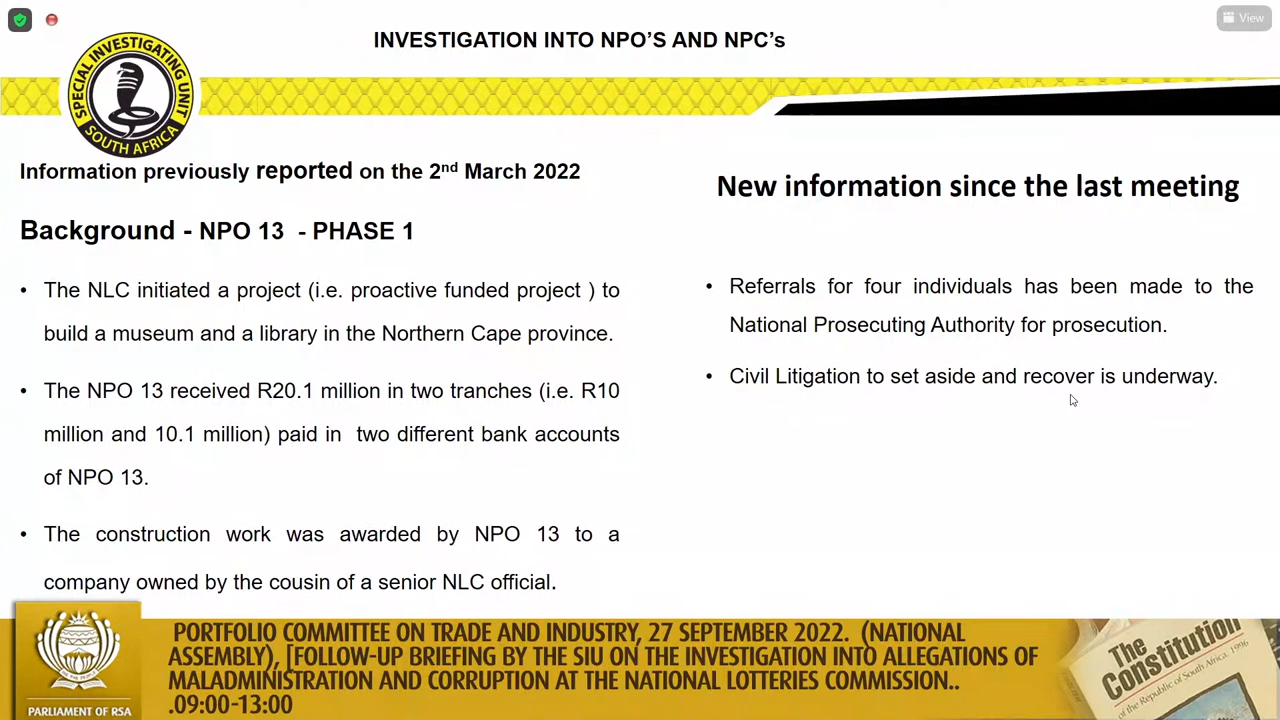 View
INVESTIGATION INTO NPO'S AND NPC's
SPECIAL INVESTIGATING UNIT
SOUTH AFRICA
Information previously reported on the 2nd March 2022
Background - NPO 13 - PHASE 1
• The NLC initiated a project (i.e. proactive funded project ) to
build a museum and a library in the Northern Cape province.
• The NPO 13 received R20.1 million in two tranches (i.e. R10
million and 10.1 million) paid in two different bank accounts
of NPO 13.
• The construction work was awarded by NPO 13 to a
company owned by the cousin of a senior NLC official.
New information since the last meeting
• Referrals for four individuals has been made to the
National Prosecuting Authority for prosecution.
• Civil Litigation to set aside and recover is underway.
PARLIAMENT OF RSA
PORTFOLIO COMMITTEE ON TRADE AND INDUSTRY, 27 SEPTEMBER 2022. (NATIONAL
ASSEMBLY), [FOLLOW-UP BRIEFING BY THE SIU ON THE INVESTIGATION INTO ALLEGATIONS OF
MALADMINISTRATION AND CORRUPTION AT THE NATIONAL LOTTERIES COMMISSION..
.09:00-13:00
The
Constitution
of the Republic of South Africa, 1996